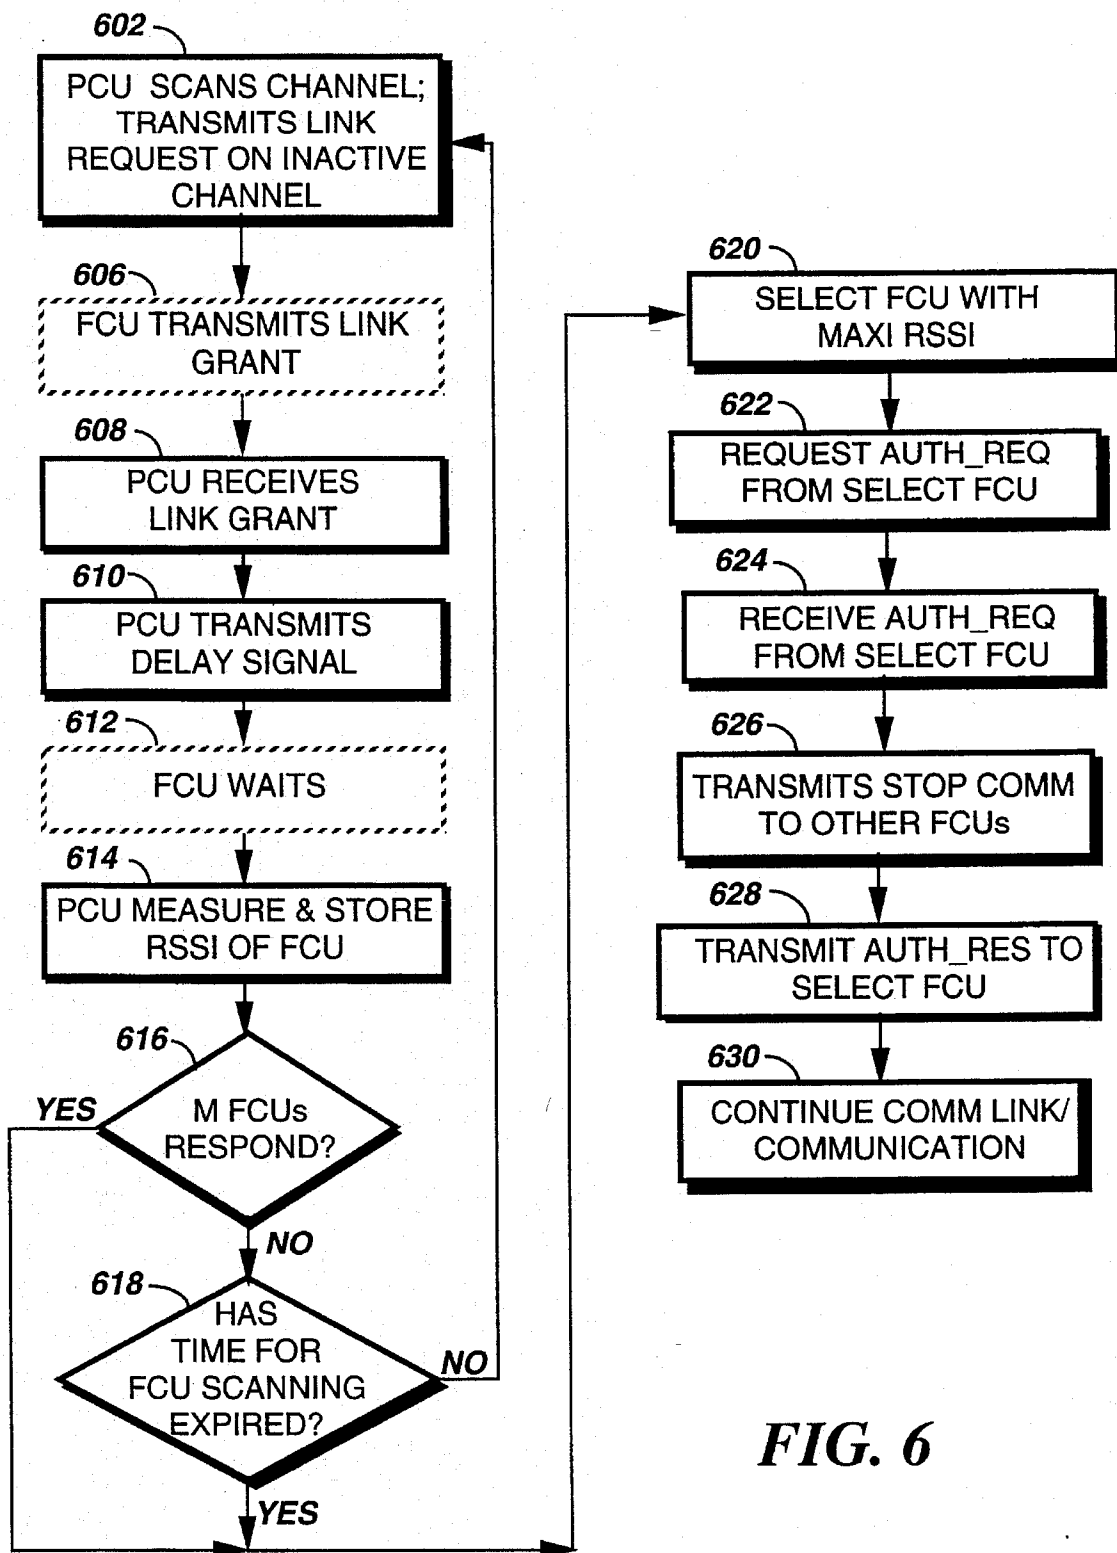 602
PCU SCANS CHANNEL;
TRANSMITS LINK
REQUEST ON INACTIVE
CHANNEL
606
FCU TRANSMITS LINK
GRANT
608
PCU RECEIVES
LINK GRANT
610
PCU TRANSMITS
DELAY SIGNAL
612
FCU WAITS
614
PCU MEASURE & STORE
RSSI OF FCU
616
YES
M FCUs
RESPOND?
NO
618
HAS
TIME FOR
FCU SCANNING
EXPIRED?
NO
YES
620
SELECT FCU WITH
MAXI RSSI
622
REQUEST AUTH_REQ
FROM SELECT FCU
624
RECEIVE AUTH_REQ
FROM SELECT FCU
626
TRANSMITS STOP COMM
TO OTHER FCUs
628
TRANSMIT AUTH_RES TO
SELECT FCU
630
CONTINUE COMM LINK/
COMMUNICATION
FIG. 6